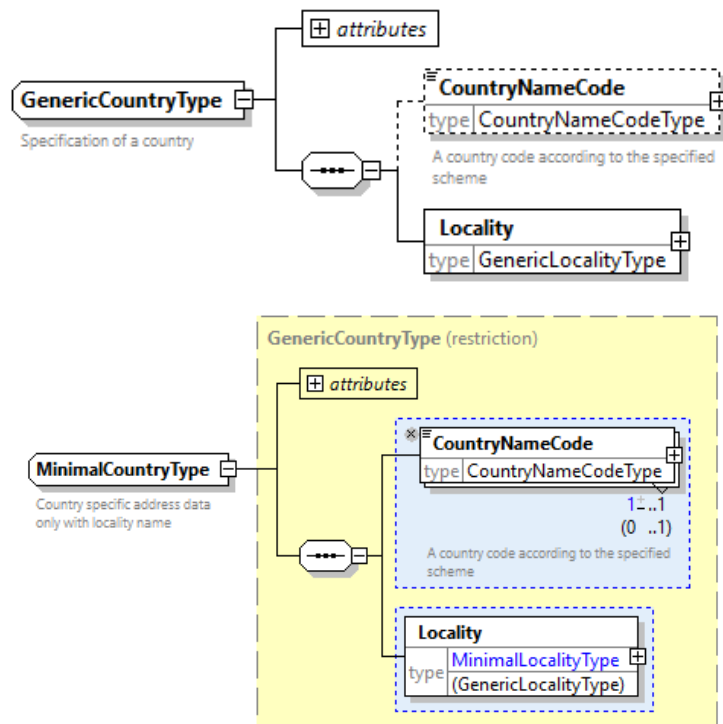 attributes
GenericCountryType
Specification of a country
CountryNameCode
type CountryNameCodeType
A country code according to the specified
scheme
Locality
type GenericLocalityType
GenericCountryType (restriction)
attributes
MinimalCountryType
Country specific address data
only with locality name
CountryNameCode
type CountryNameCodeType
1..1
(0 ..1)
A country code according to the specified
scheme
Locality
type
MinimalLocalityType
(GenericLocalityType)